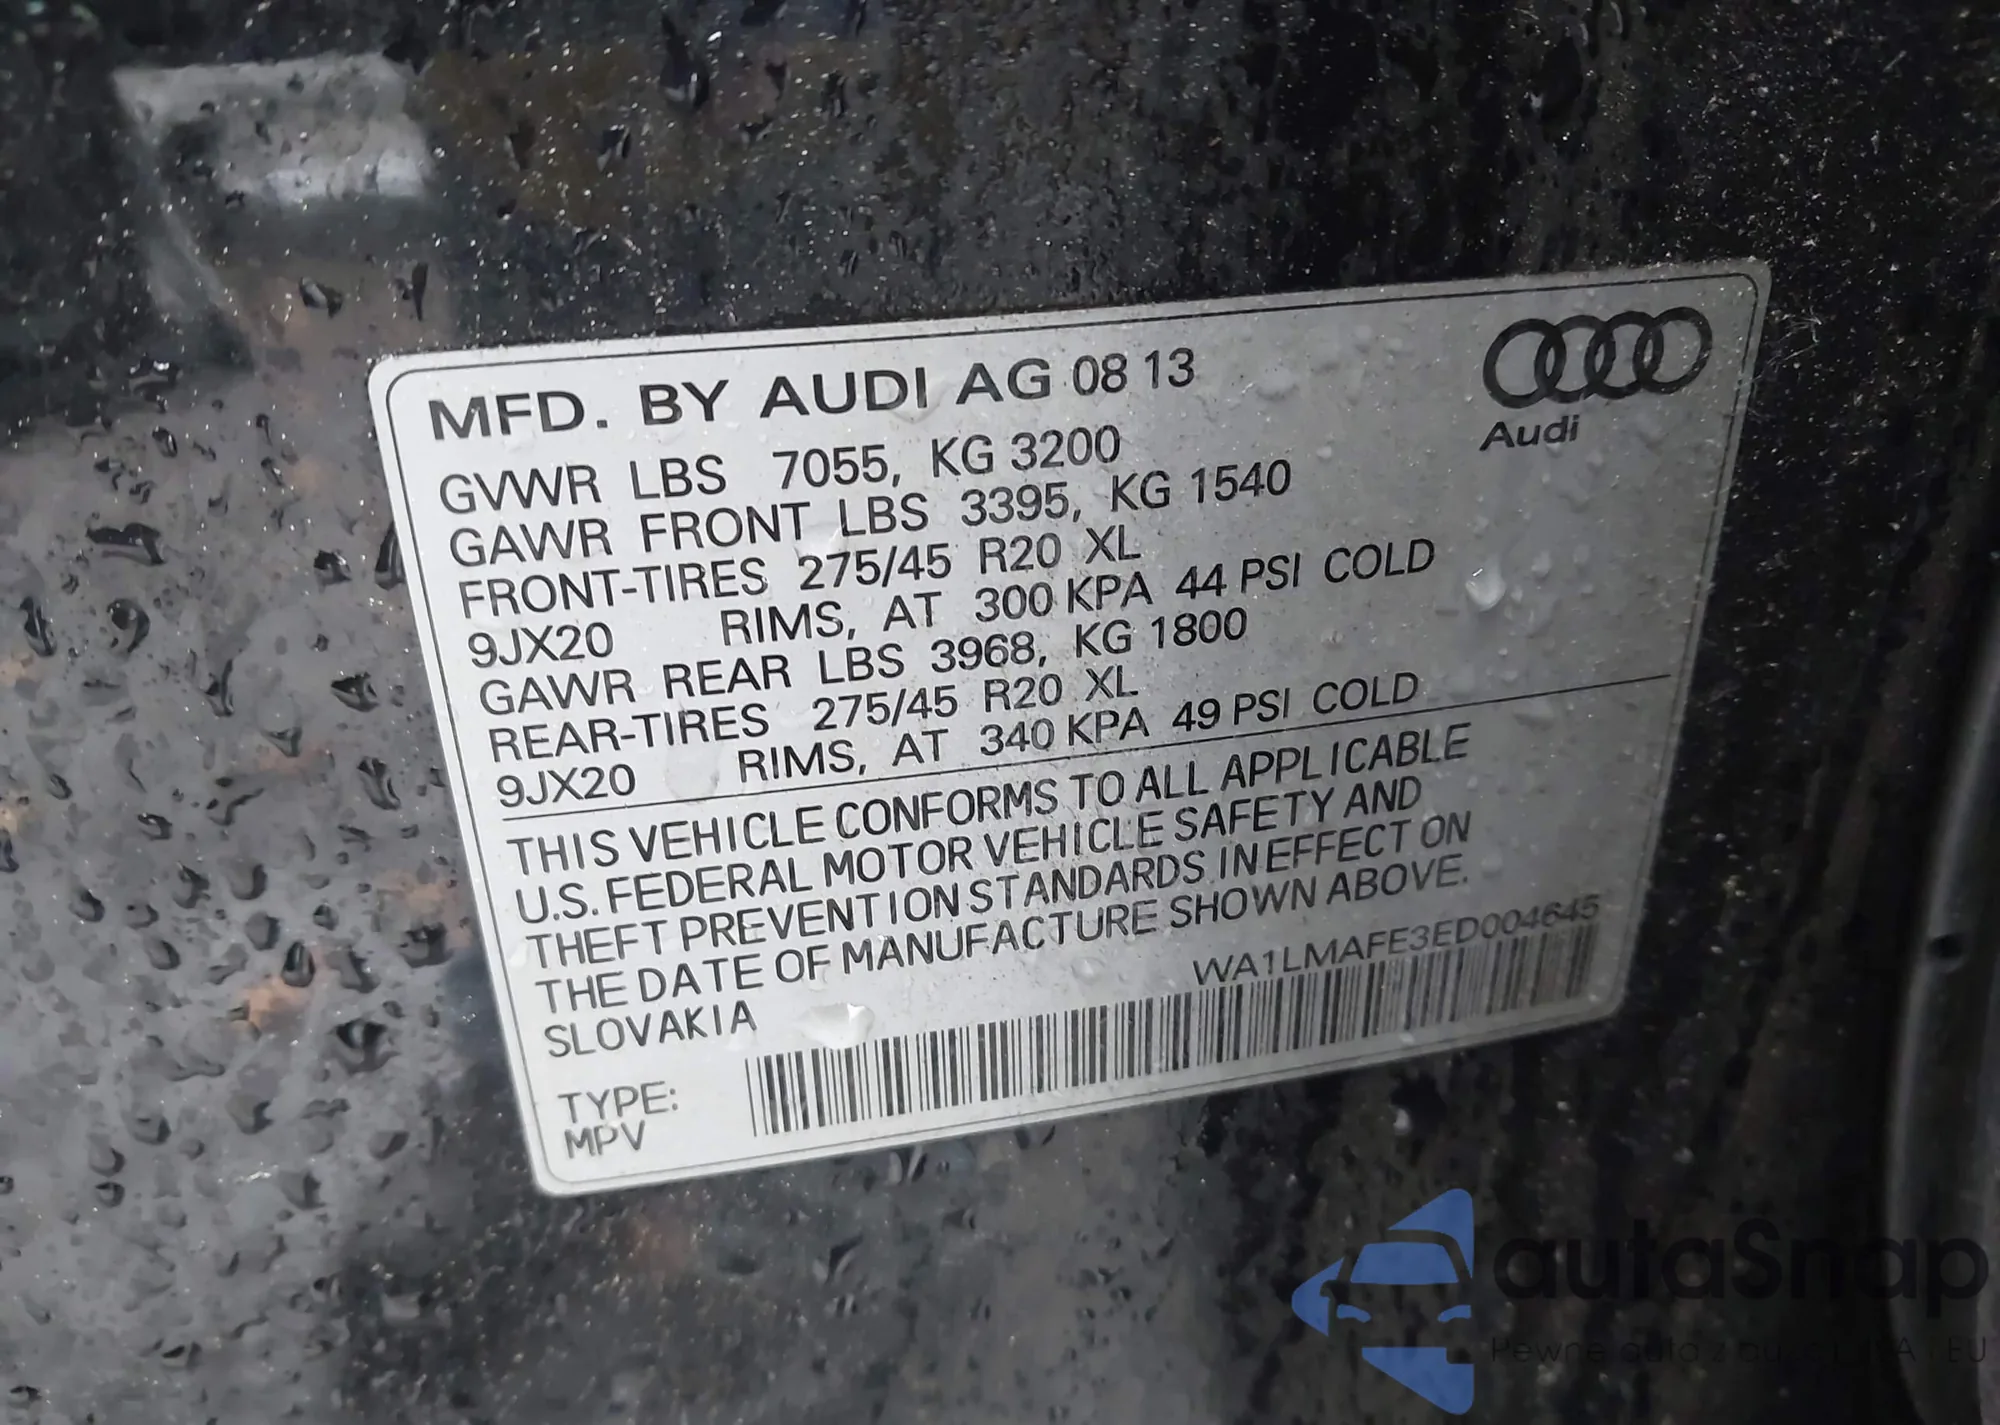 MFD. BY AUDI AG 08 13
Audi
GVWR LBS 7055, KG 3200
GAWR FRONT LBS 3395, KG 1540
FRONT-TIRES 275/45 R20 XL
9JX20 RIMS, AT 300 KPA 44 PSI COLD
GAWR REAR LBS 3968, KG 1800
REAR-TIRES 275/45 R20 XL
9JX20 RIMS, AT 340 KPA 49 PSI COLD
THIS VEHICLE CONFORMS TO ALL APPLICABLE
U.S. FEDERAL MOTOR VEHICLE SAFETY AND
THEFT PREVENTION STANDARDS IN EFFECT ON
THE DATE OF MANUFACTURE SHOWN ABOVE.
SLOVAKIA
WA1LMAFE3ED004645
TYPE:
MPV
autaSnap
Pewne auta z